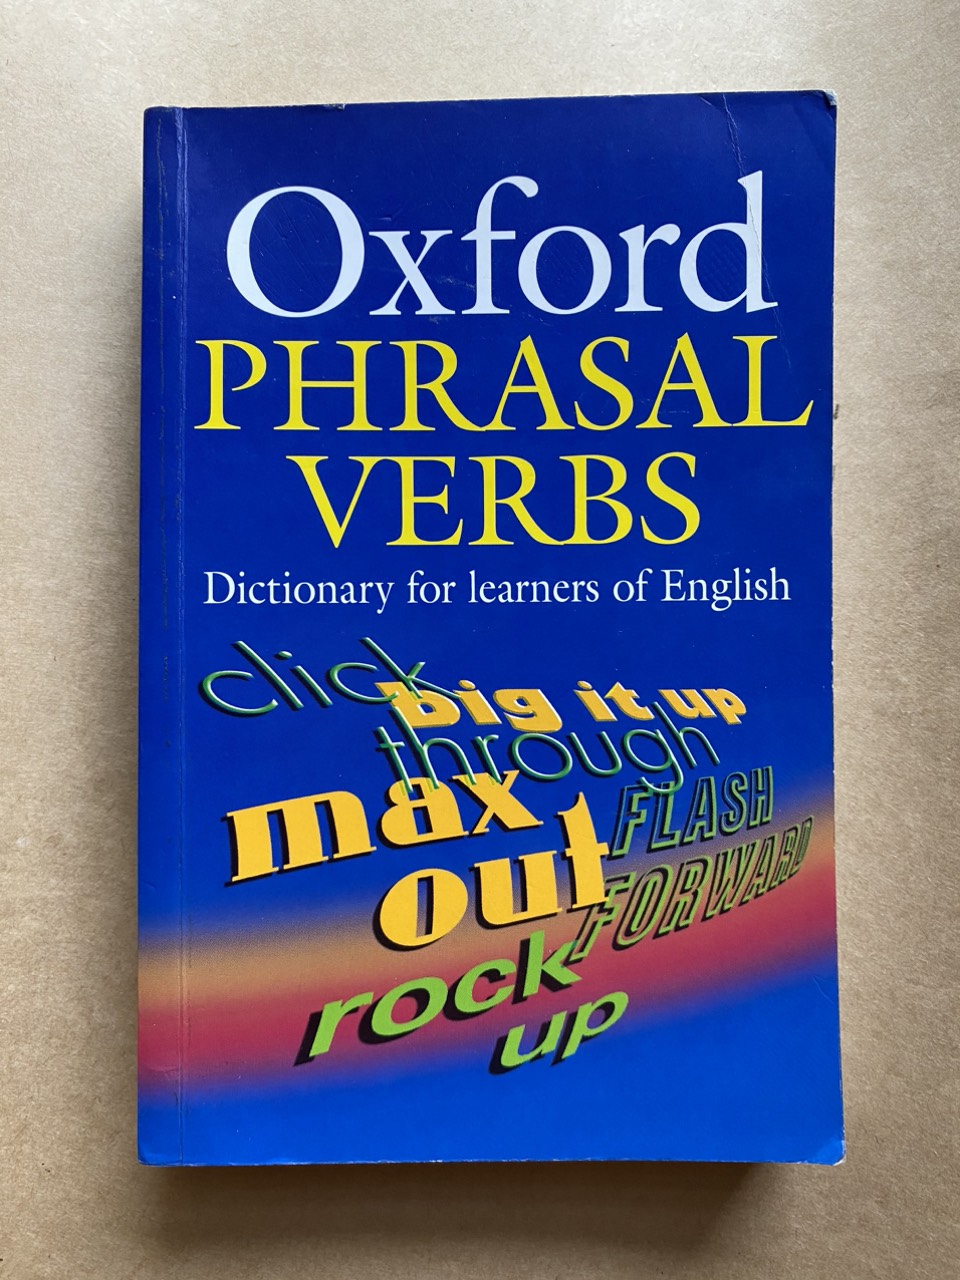 Oxford
PHRASAL
VERBS
Dictionary for learners of English
click
big it up
through
max
out
FLASH
FORWARD
rock
up